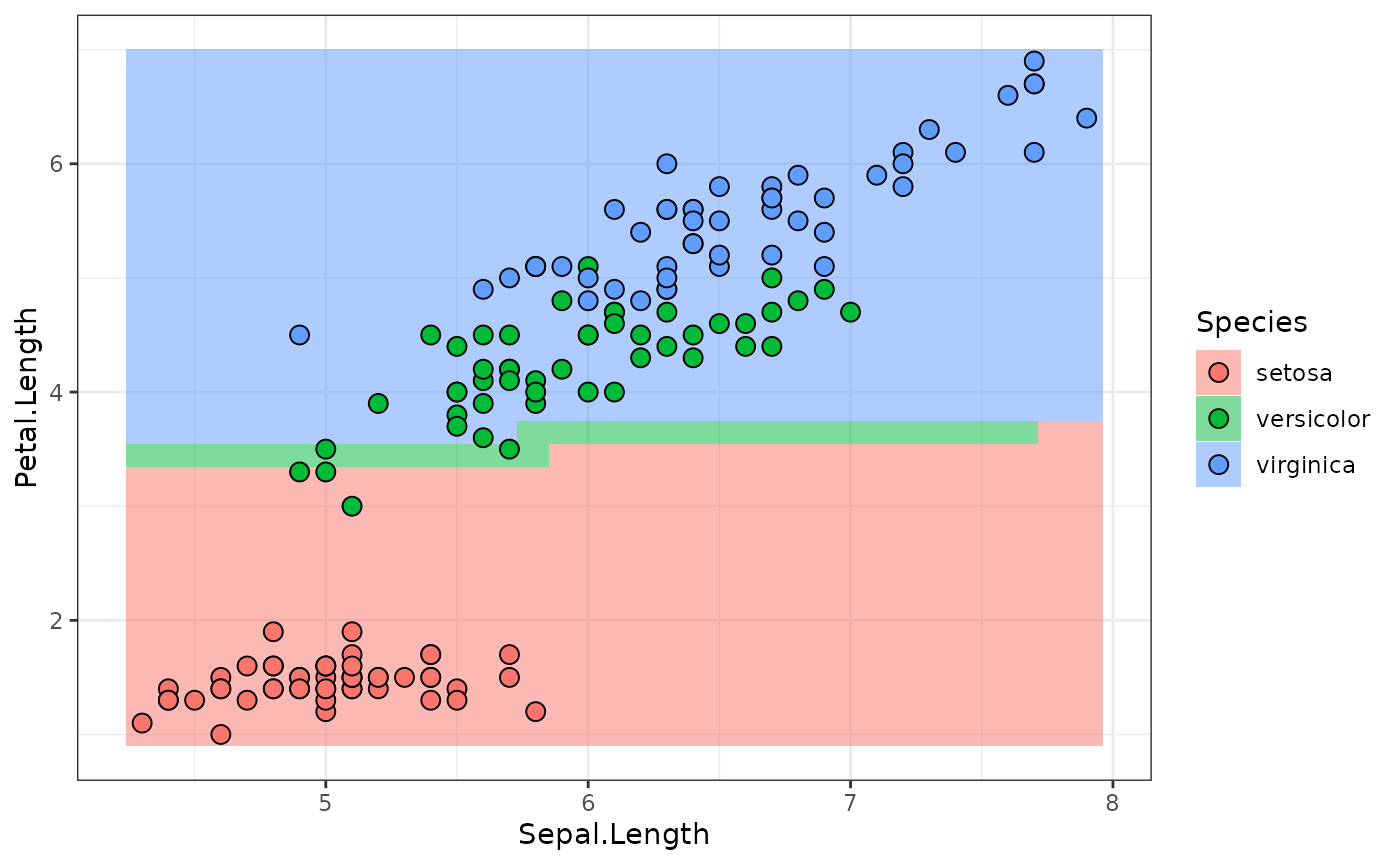 6
4
2
Petal.Length
5 6 7 8
Sepal.Length
Species
setosa
versicolor
virginica